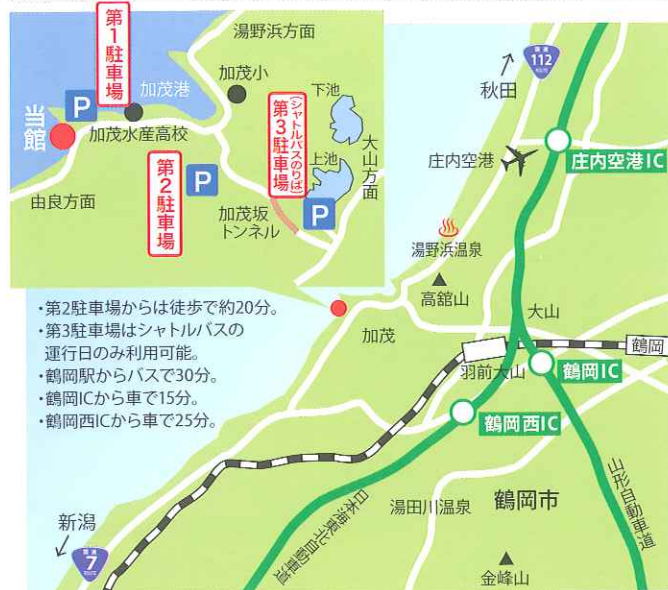 第1駐車場
湯野浜方面
加茂港
加茂小
当館
P
加茂水産高校
下池
第3駐車場
(シャトルバスのりば)
大山方面
上池
第2駐車場
P
P
由良方面
加茂坂
トンネル
国道
112
ROUTE
秋田
庄内空港
庄内空港IC
湯野浜温泉
高舘山
大山
加茂
羽前大山
鶴岡
鶴岡IC
鶴岡西IC
・第2駐車場からは徒歩で約20分。
・第3駐車場はシャトルバスの
運行日のみ利用可能。
・鶴岡駅からバスで30分。
・鶴岡ICから車で15分。
・鶴岡西ICから車で25分。
新潟
国道
7
ROUTE
日本海東北自動車道
湯田川温泉
鶴岡市
山形自動車道
金峰山